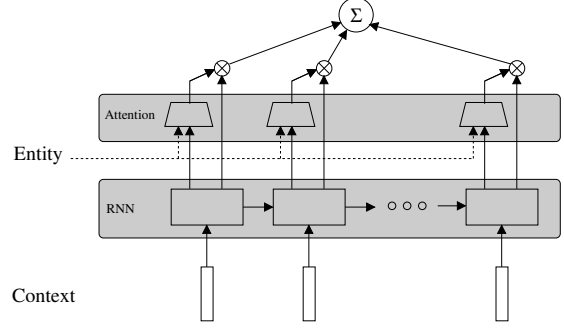 Σ
Attention
Entity
RNN
Context